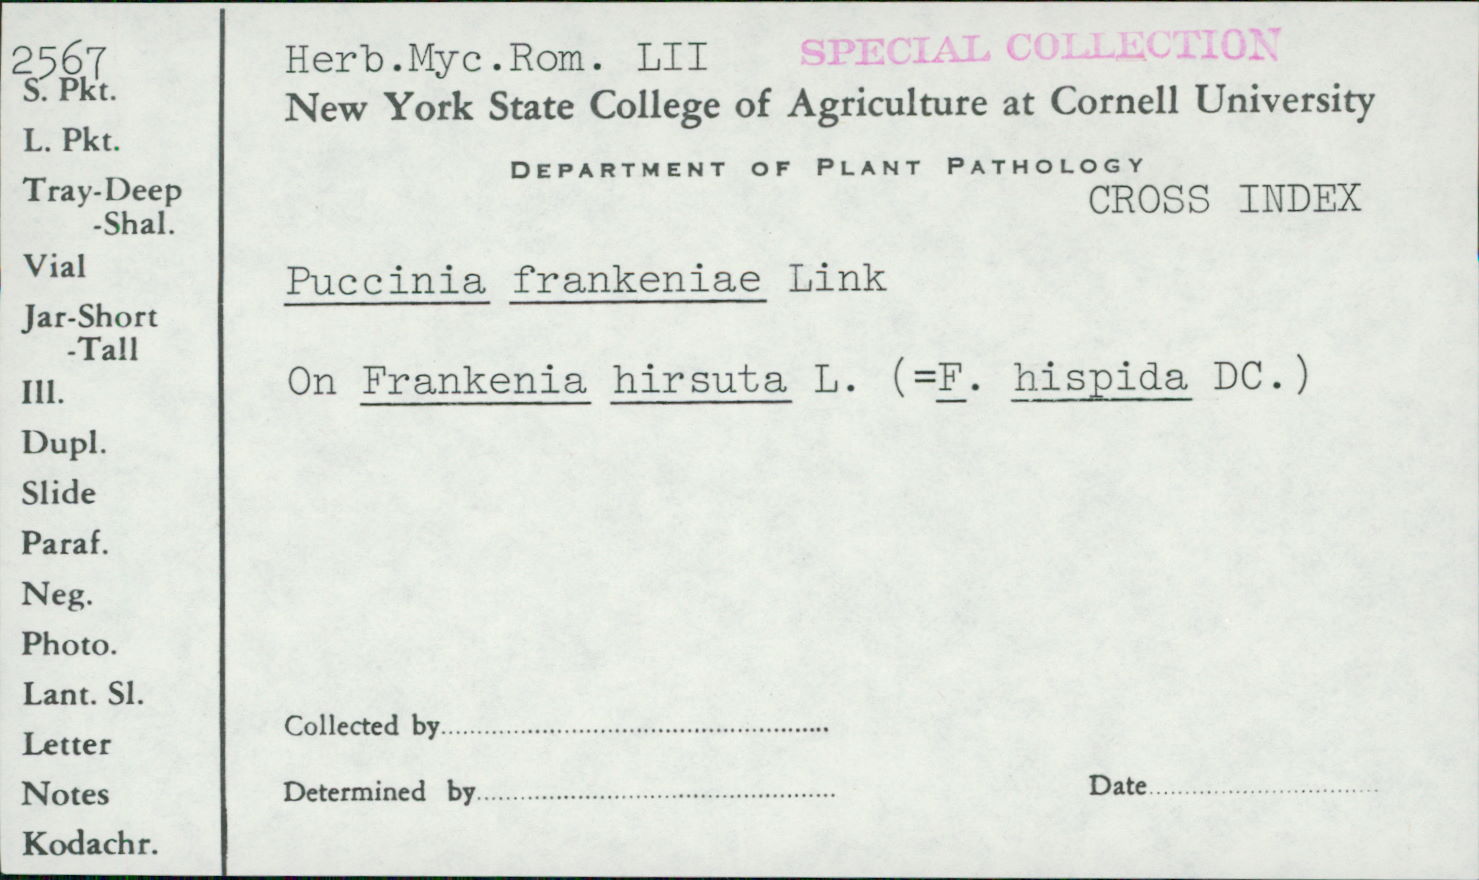 2567
S. Pkt.
L. Pkt.
Tray-Deep
-Shal.
Vial
Jar-Short
-Tall
Ill.
Dupl.
Slide
Paraf.
Neg.
Photo.
Lant. Sl.
Letter
Notes
Kodachr.
Herb.Myc.Rom. LII SPECIAL COLLECTION
New York State College of Agriculture at Cornell University
DEPARTMENT OF PLANT PATHOLOGY
CROSS INDEX
Puccinia frankeniae Link
On Frankenia hirsuta L. (=F. hispida DC.)
Collected by
Determined by Date